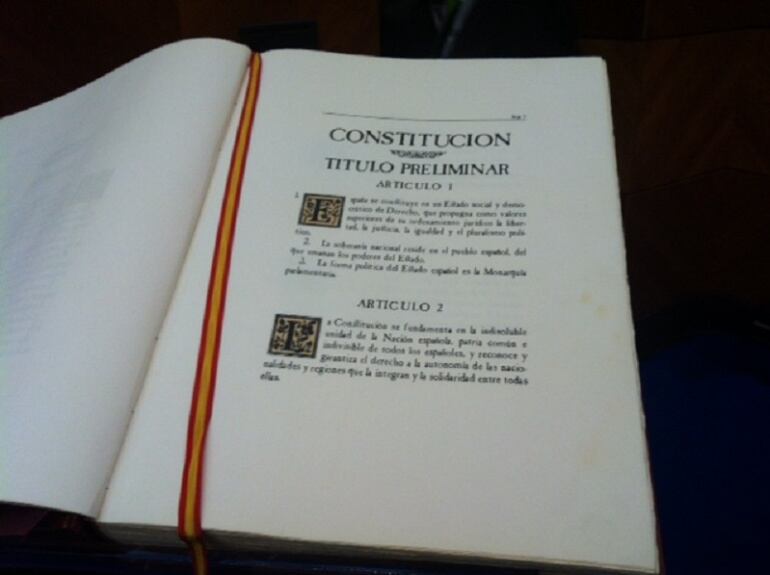 Pág. 7
CONSTITUCION
TITULO PRELIMINAR
ARTICULO 1
1. España se constituye en un Estado social y demo-
crático de Derecho, que propugna como valores
superiores de su ordenamiento jurídico la liber-
tad, la justicia, la igualdad y el pluralismo polí-
tico.
2. La soberanía nacional reside en el pueblo español, del
que emanan los poderes del Estado.
3. La forma política del Estado español es la Monarquía
parlamentaria.
ARTICULO 2
La Constitución se fundamenta en la indisoluble
unidad de la Nación española, patria común e
indivisible de todos los españoles, y reconoce y
garantiza el derecho a la autonomía de las nacio-
nalidades y regiones que la integran y la solidaridad entre todas
ellas.